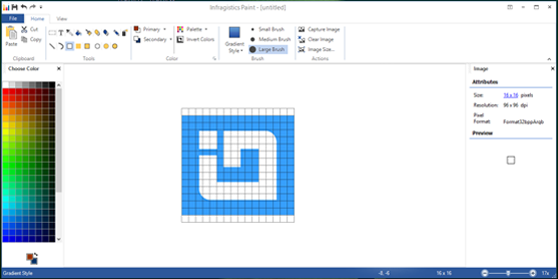 Infragistics Paint - [untitled]
File Home View
Paste
Cut
Copy
Clipboard
Tools
Primary
Secondary
Palette
Invert Colors
Color
Gradient
Style
Small Brush
Medium Brush
Large Brush
Brush
Capture Image
Clear Image
Image Size...
Actions
Choose Color
Image
Attributes
Size: 16 x 16 pixels
Resolution: 96 x 96 dpi
Pixel
Format: Format32bppArgb
Preview
Gradient Style -8, -6 16 x 16 17x